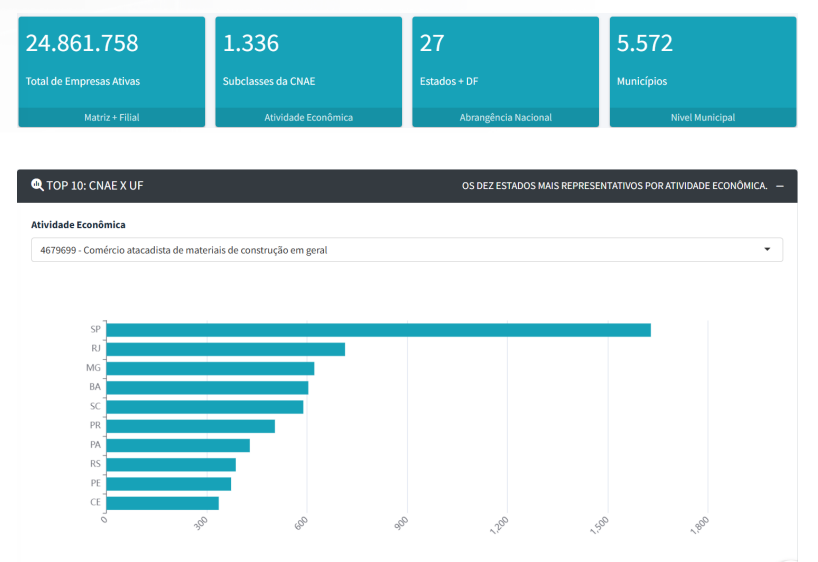 24.861.758
Total de Empresas Ativas
Matriz + Filial
1.336
Subclasses da CNAE
Atividade Econômica
27
Estados + DF
Abrangência Nacional
5.572
Municípios
Nivel Municipal
TOP 10: CNAE X UF
OS DEZ ESTADOS MAIS REPRESENTATIVOS POR ATIVIDADE ECONÔMICA.
Atividade Econômica
4679699 - Comércio atacadista de materiais de construção em geral
SP
RJ
MG
BA
SC
PR
PA
RS
PE
CE
0
300
600
900
1,200
1,500
1,800